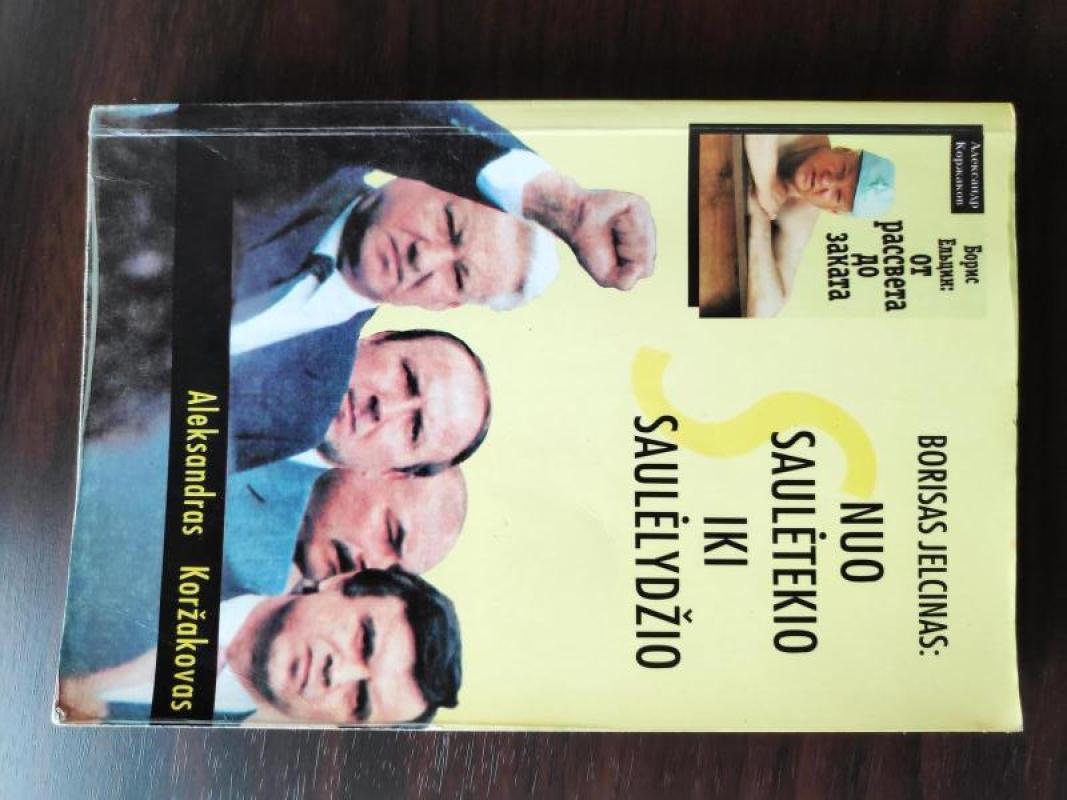 Александр
Коржаков
Борис
Ельцин:
от
рассвета
до
заката
BORISAS JELCINAS:
NUO
SAULĖTEKIO
IKI
SAULĖLYDŽIO
Aleksandras Koržakovas